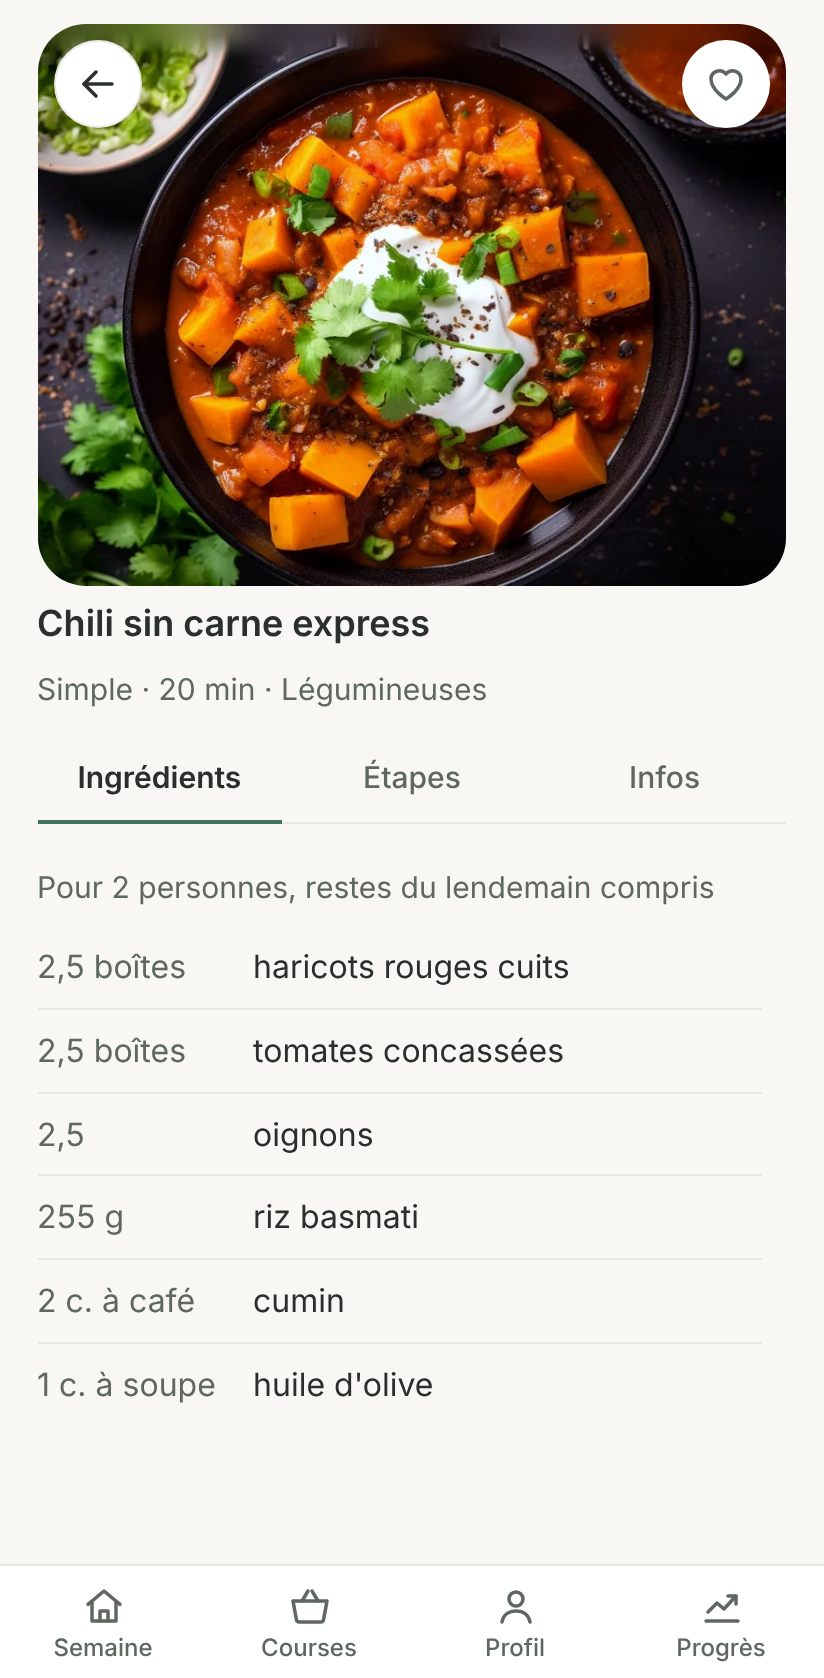 Chili sin carne express
Simple · 20 min · Légumineuses
Ingrédients Étapes Infos
Pour 2 personnes, restes du lendemain compris
2,5 boîtes haricots rouges cuits
2,5 boîtes tomates concassées
2,5 oignons
255 g riz basmati
2 c. à café cumin
1 c. à soupe huile d'olive
Semaine Courses Profil Progrès